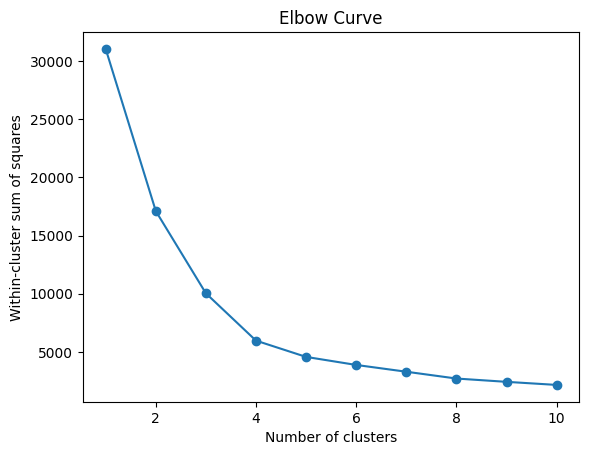 Elbow Curve
30000
25000
20000
15000
10000
5000
Within-cluster sum of squares
2 4 6 8 10
Number of clusters